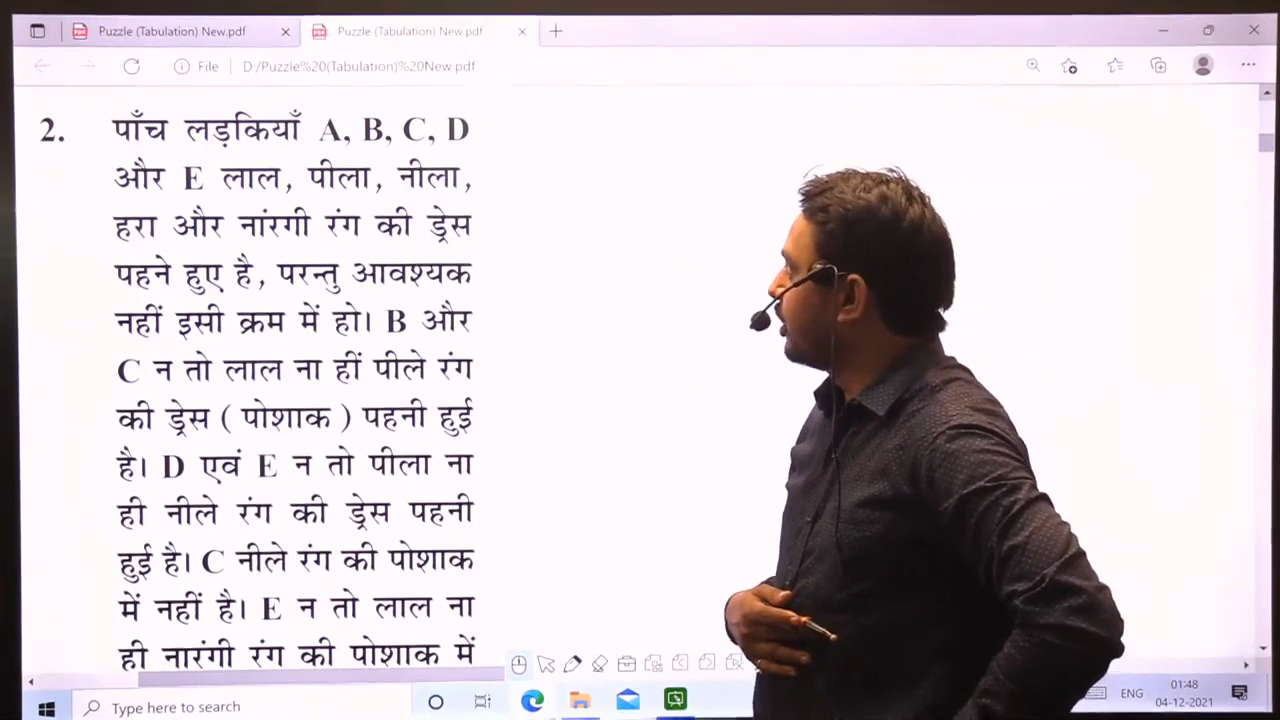 Puzzle (Tabulation) New.pdf
Puzzle (Tabulation) New.pdf
File D:/Puzzle%20(Tabulation)%20New.pdf
2. पाँच लड़कियाँ A, B, C, D
और E लाल, पीला, नीला,
हरा और नांरगी रंग की ड्रेस
पहने हुए है, परन्तु आवश्यक
नहीं इसी क्रम में हो। B और
C न तो लाल ना हीं पीले रंग
की ड्रेस ( पोशाक ) पहनी हुई
है। D एवं E न तो पीला ना
ही नीले रंग की ड्रेस पहनी
हुई है। C नीले रंग की पोशाक
में नहीं है। E न तो लाल ना
ही नारंगी रंग की पोशाक में
Type here to search
ENG
01:48
04-12-2021